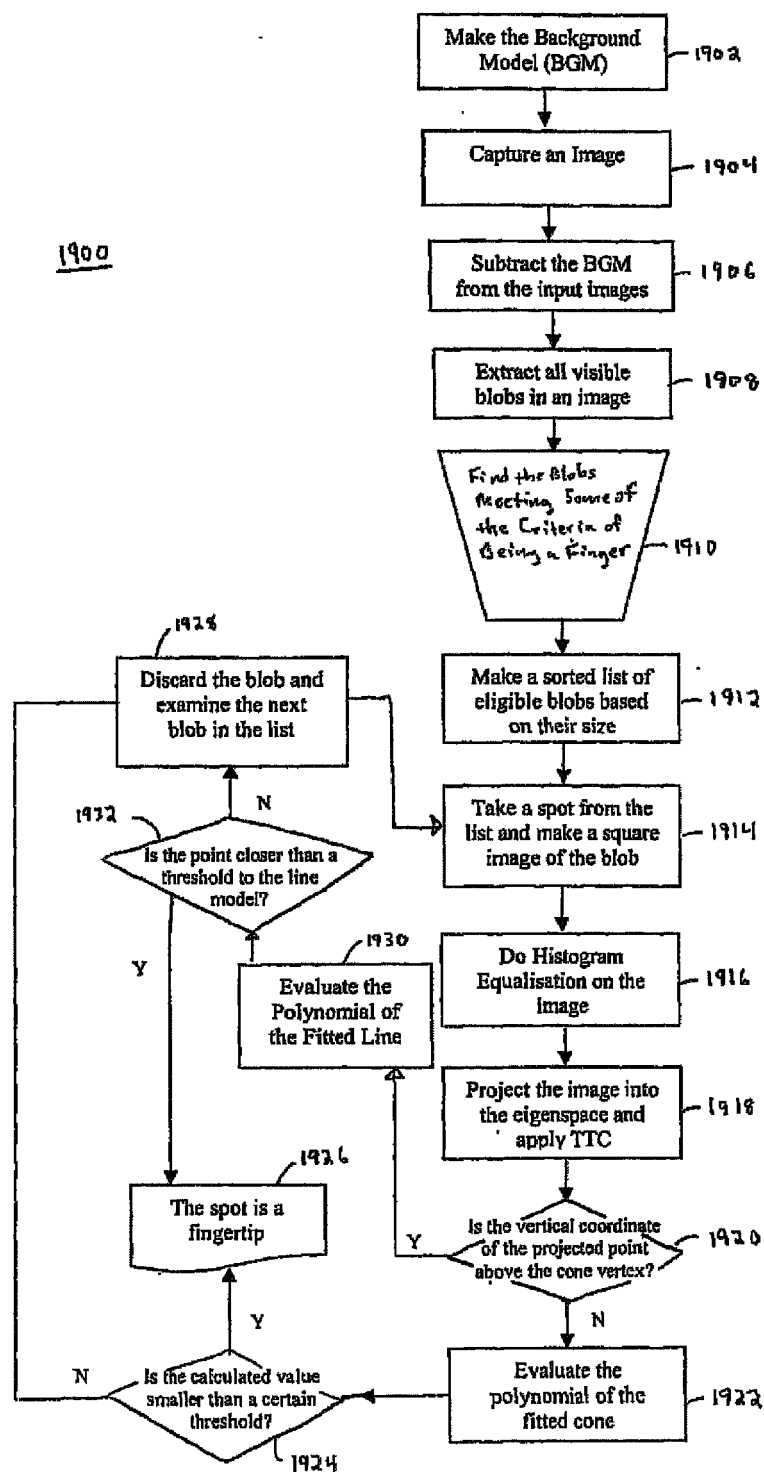 Make the Background
Model (BGM)
1902
Capture an Image
1904
1900
Subtract the BGM
from the input images
1906
Extract all visible
blobs in an image
1908
Find the Blobs
Meeting Some of
the Criteria of
Being a Finger
1910
1928
Discard the blob and
examine the next
blob in the list
Make a sorted list of
eligible blobs based
on their size
1912
N
1932
Is the point closer than a
threshold to the line
model?
Take a spot from the
list and make a square
image of the blob
1914
Y
1930
Evaluate the
Polynomial of
the Fitted Line
Do Histogram
Equalisation on the
image
1916
Project the image into
the eigenspace and
apply TTC
1918
1926
The spot is a
fingertip
Y
Is the vertical coordinate
of the projected point
above the cone vertex?
1920
Y
N
N
Is the calculated value
smaller than a certain
threshold?
1924
Evaluate the
polynomial of the
fitted cone
1922